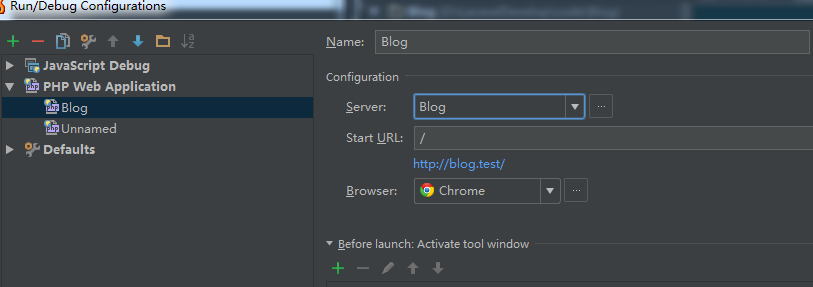 Run/Debug Configurations
Name: Blog
JavaScript Debug
PHP Web Application
Blog
Unnamed
Defaults
Configuration
Server: Blog
Start URL: /
http://blog.test/
Browser: Chrome
Before launch: Activate tool window